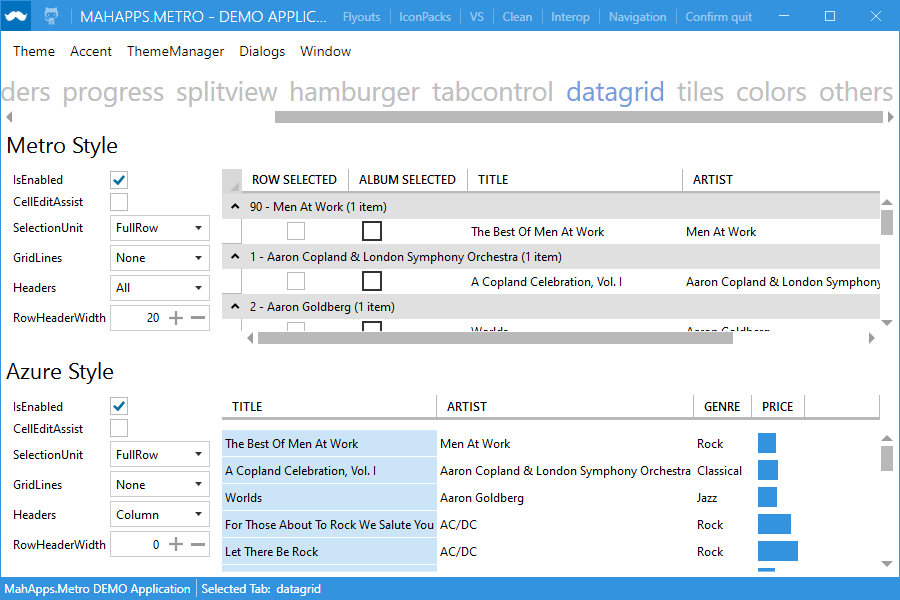 MAHAPPS.METRO - DEMO APPLIC... Flyouts IconPacks VS Clean Interop Navigation Confirm quit
Theme Accent ThemeManager Dialogs Window
ders progress splitview hamburger tabcontrol datagrid tiles colors others
Metro Style
IsEnabled
CellEditAssist
SelectionUnit FullRow
GridLines None
Headers All
RowHeaderWidth 20
ROW SELECTED ALBUM SELECTED TITLE ARTIST
90 - Men At Work (1 item)
The Best Of Men At Work Men At Work
1 - Aaron Copland & London Symphony Orchestra (1 item)
A Copland Celebration, Vol. I Aaron Copland & London Symphony
2 - Aaron Goldberg (1 item)
Worlds Aaron Goldberg
Azure Style
IsEnabled
CellEditAssist
SelectionUnit FullRow
GridLines None
Headers Column
RowHeaderWidth 0
TITLE ARTIST GENRE PRICE
The Best Of Men At Work Men At Work Rock
A Copland Celebration, Vol. I Aaron Copland & London Symphony Orchestra Classical
Worlds Aaron Goldberg Jazz
For Those About To Rock We Salute You AC/DC Rock
Let There Be Rock AC/DC Rock
MahApps.Metro DEMO Application Selected Tab: datagrid